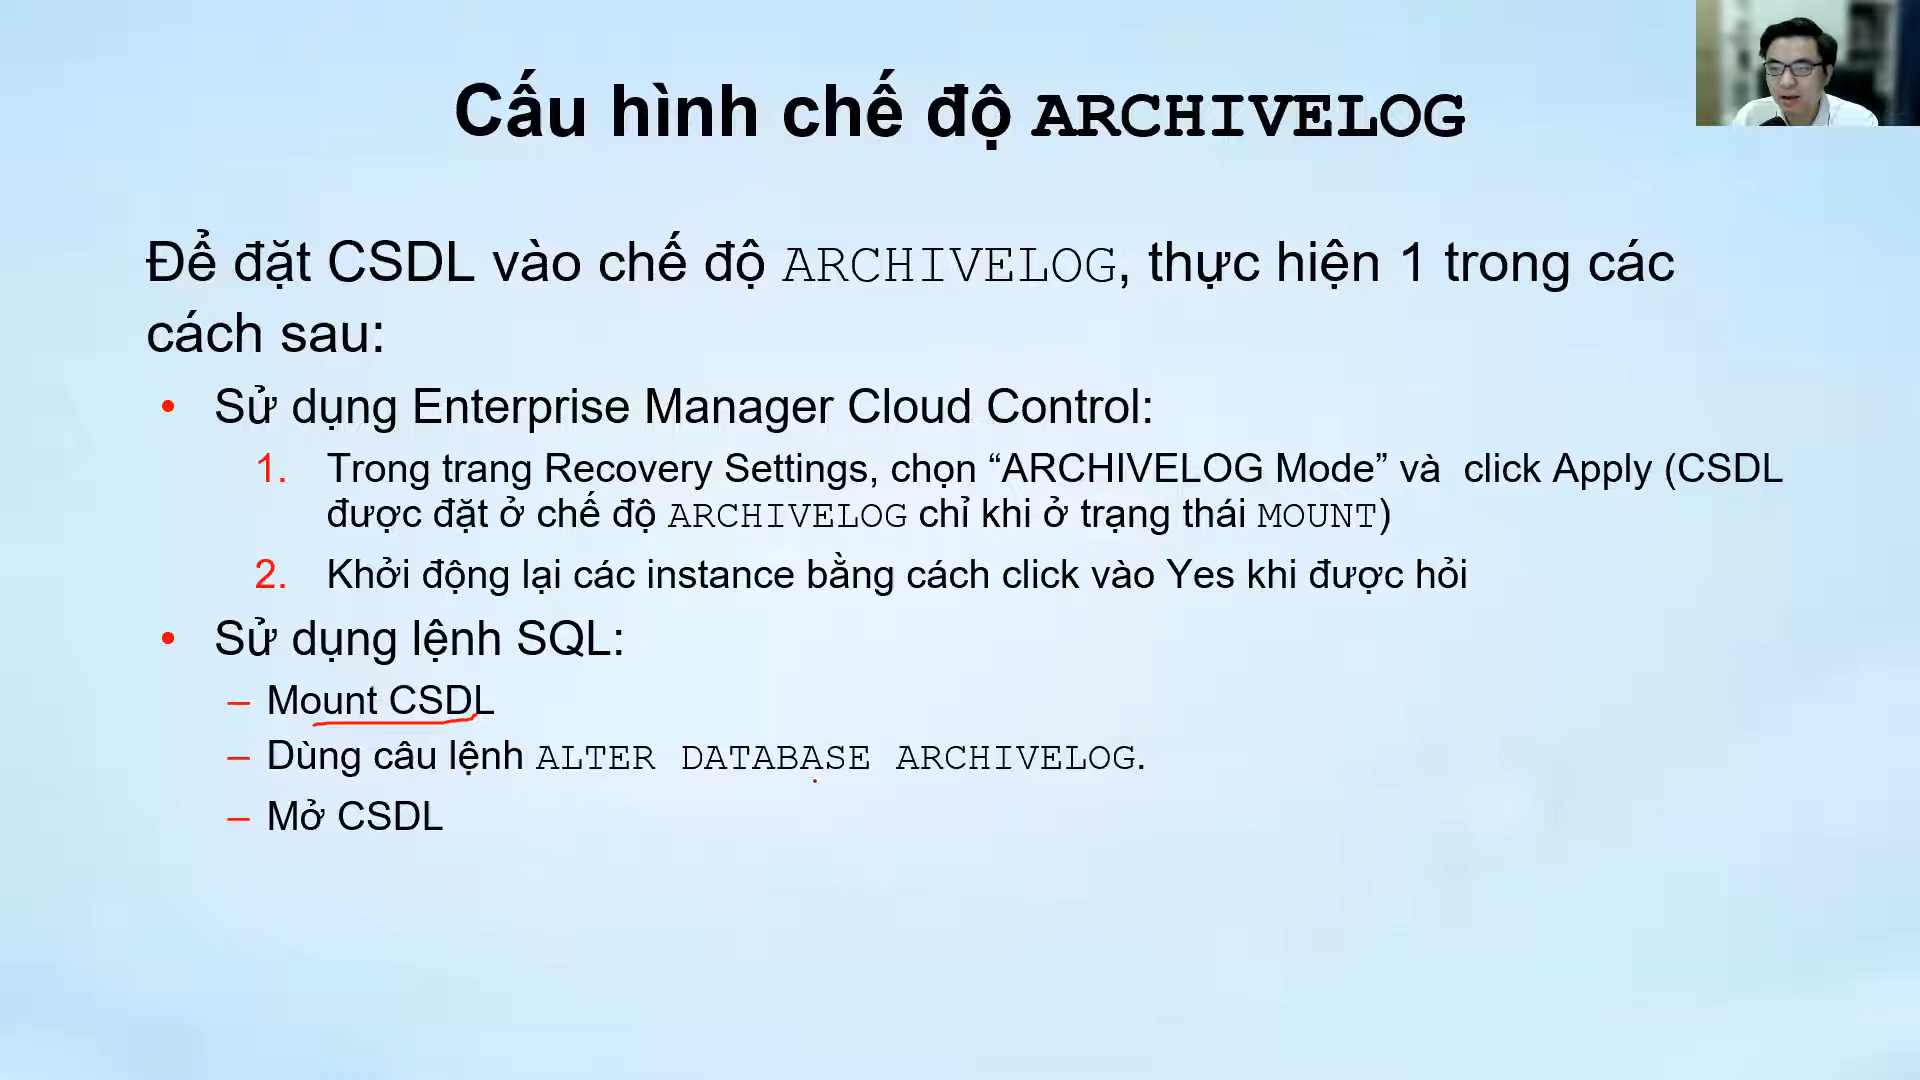 Cấu hình chế độ ARCHIVELOG
Để đặt CSDL vào chế độ ARCHIVELOG, thực hiện 1 trong các
cách sau:
• Sử dụng Enterprise Manager Cloud Control:
1. Trong trang Recovery Settings, chọn “ARCHIVELOG Mode” và click Apply (CSDL
được đặt ở chế độ ARCHIVELOG chỉ khi ở trạng thái MOUNT)
2. Khởi động lại các instance bằng cách click vào Yes khi được hỏi
• Sử dụng lệnh SQL:
– Mount CSDL
– Dùng câu lệnh ALTER DATABASE ARCHIVELOG.
– Mở CSDL